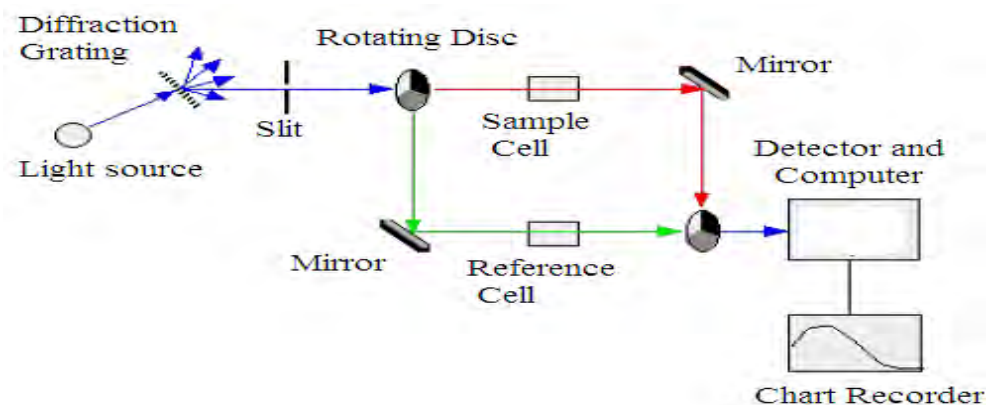 Diffraction
Grating
Rotating Disc
Mirror
Slit
Sample
Cell
Light source
Detector and
Computer
Mirror
Reference
Cell
Chart Recorder